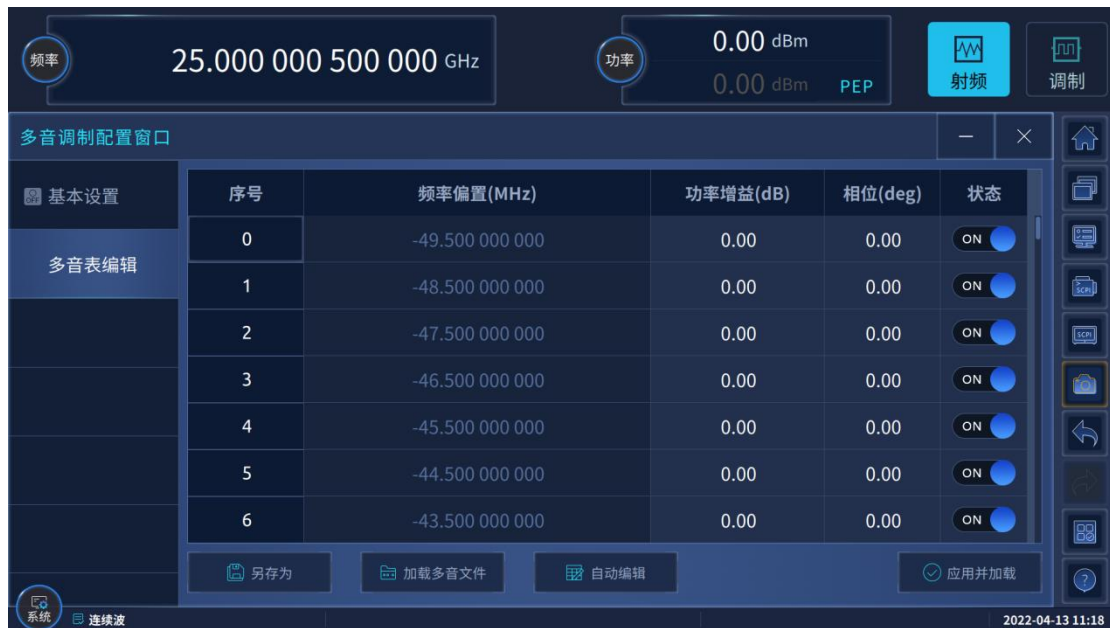 频率
25.000 000 500 000 GHz
功率
0.00 dBm
0.00 dBm PEP
射频
调制
多音调制配置窗口
OFF 基本设置
多音表编辑
序号 频率偏置(MHz) 功率增益(dB) 相位(deg) 状态
0 -49.500 000 000 0.00 0.00 ON
1 -48.500 000 000 0.00 0.00 ON
2 -47.500 000 000 0.00 0.00 ON
3 -46.500 000 000 0.00 0.00 ON
4 -45.500 000 000 0.00 0.00 ON
5 -44.500 000 000 0.00 0.00 ON
6 -43.500 000 000 0.00 0.00 ON
SCPI
SCPI
另存为 加载多音文件 自动编辑 应用并加载
系统 连续波 2022-04-13 11:18